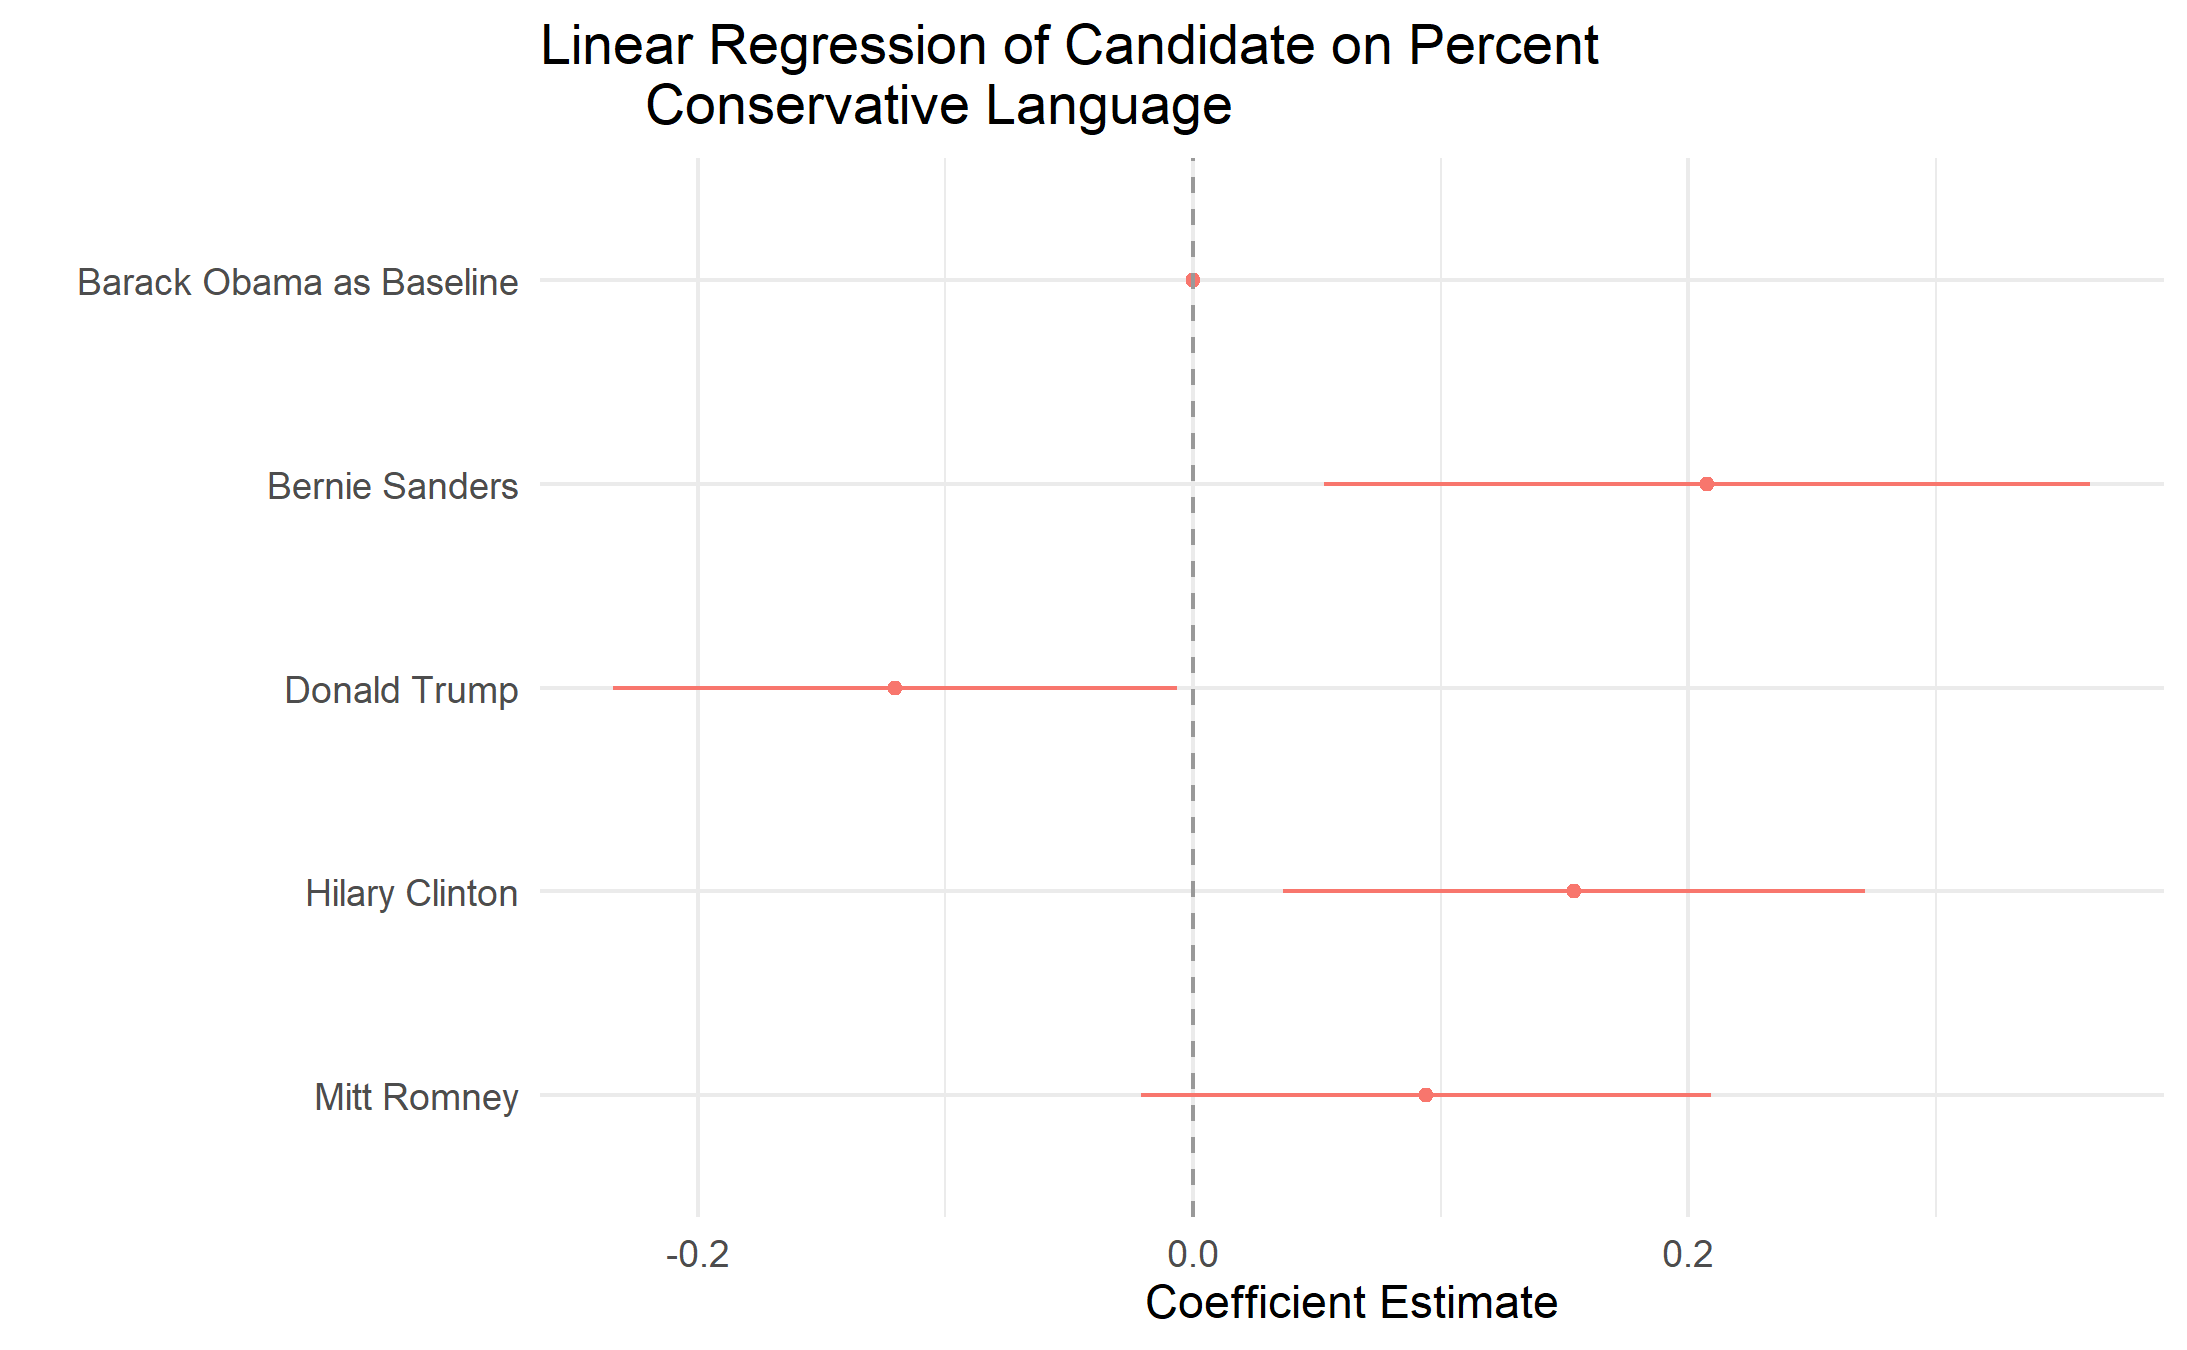 Linear Regression of Candidate on Percent
Conservative Language
Barack Obama as Baseline
Bernie Sanders
Donald Trump
Hilary Clinton
Mitt Romney
-0.2
0.0
0.2
Coefficient Estimate